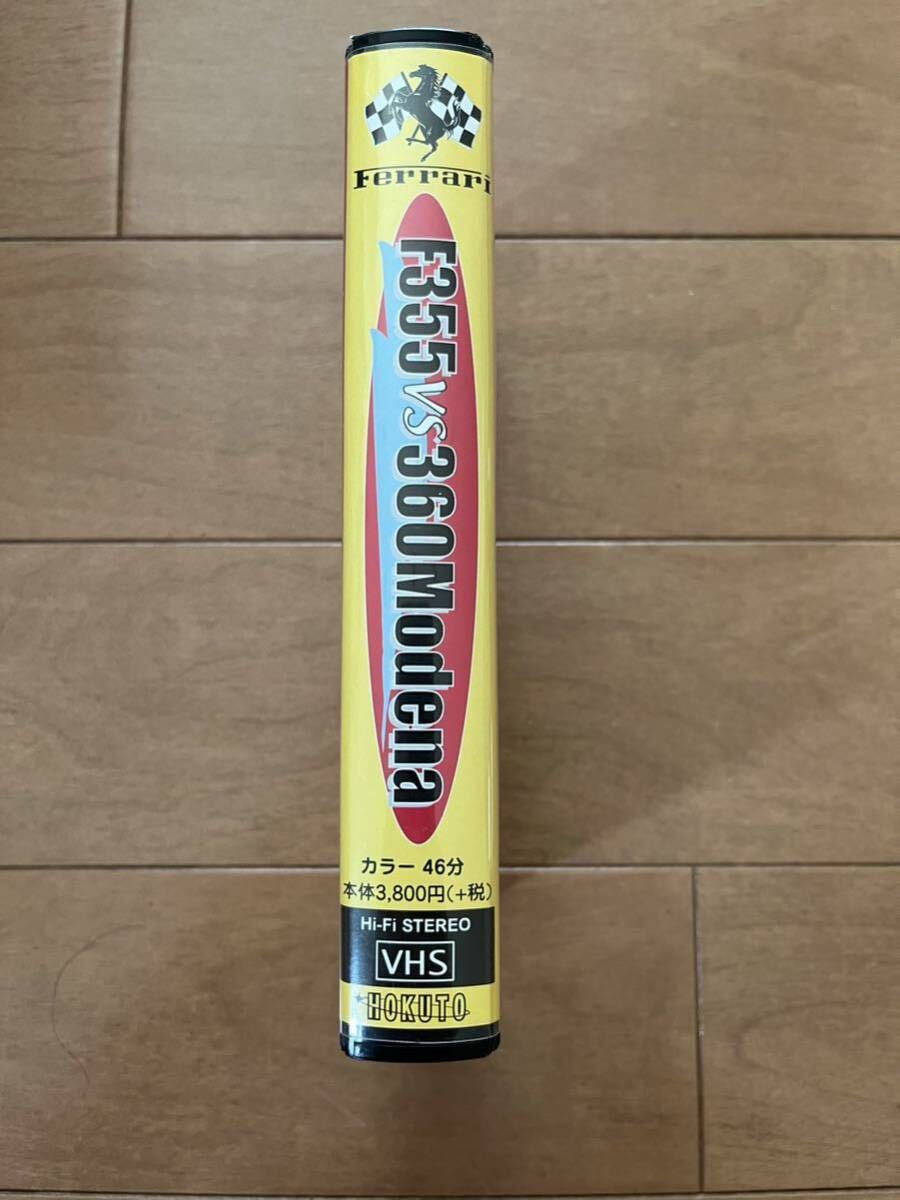 Ferrari
F355 VS 360Modena
カラー 46分
本体3,800円(+税)
Hi-Fi STEREO
VHS
HOKUTO